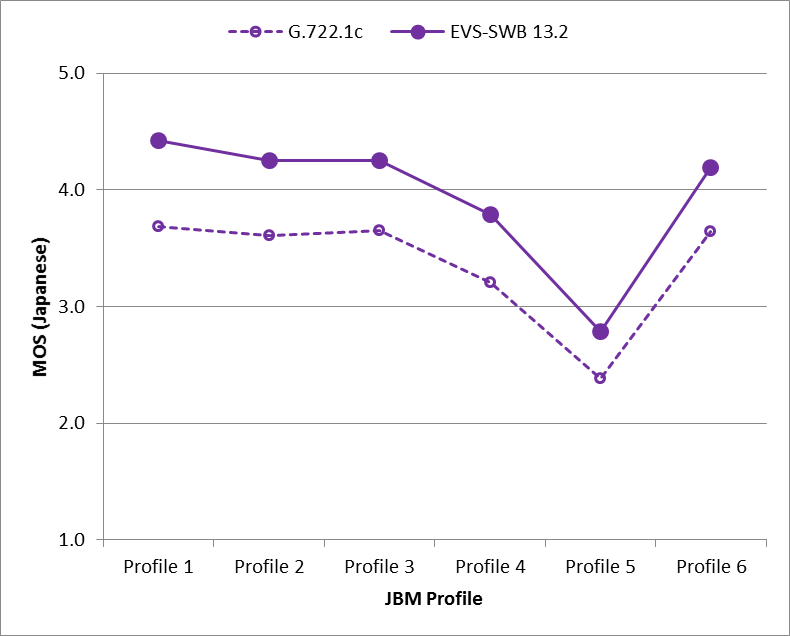 G.722.1c EVS-SWB 13.2
5.0
4.0
3.0
2.0
1.0
MOS (Japanese)
Profile 1 Profile 2 Profile 3 Profile 4 Profile 5 Profile 6
JBM Profile